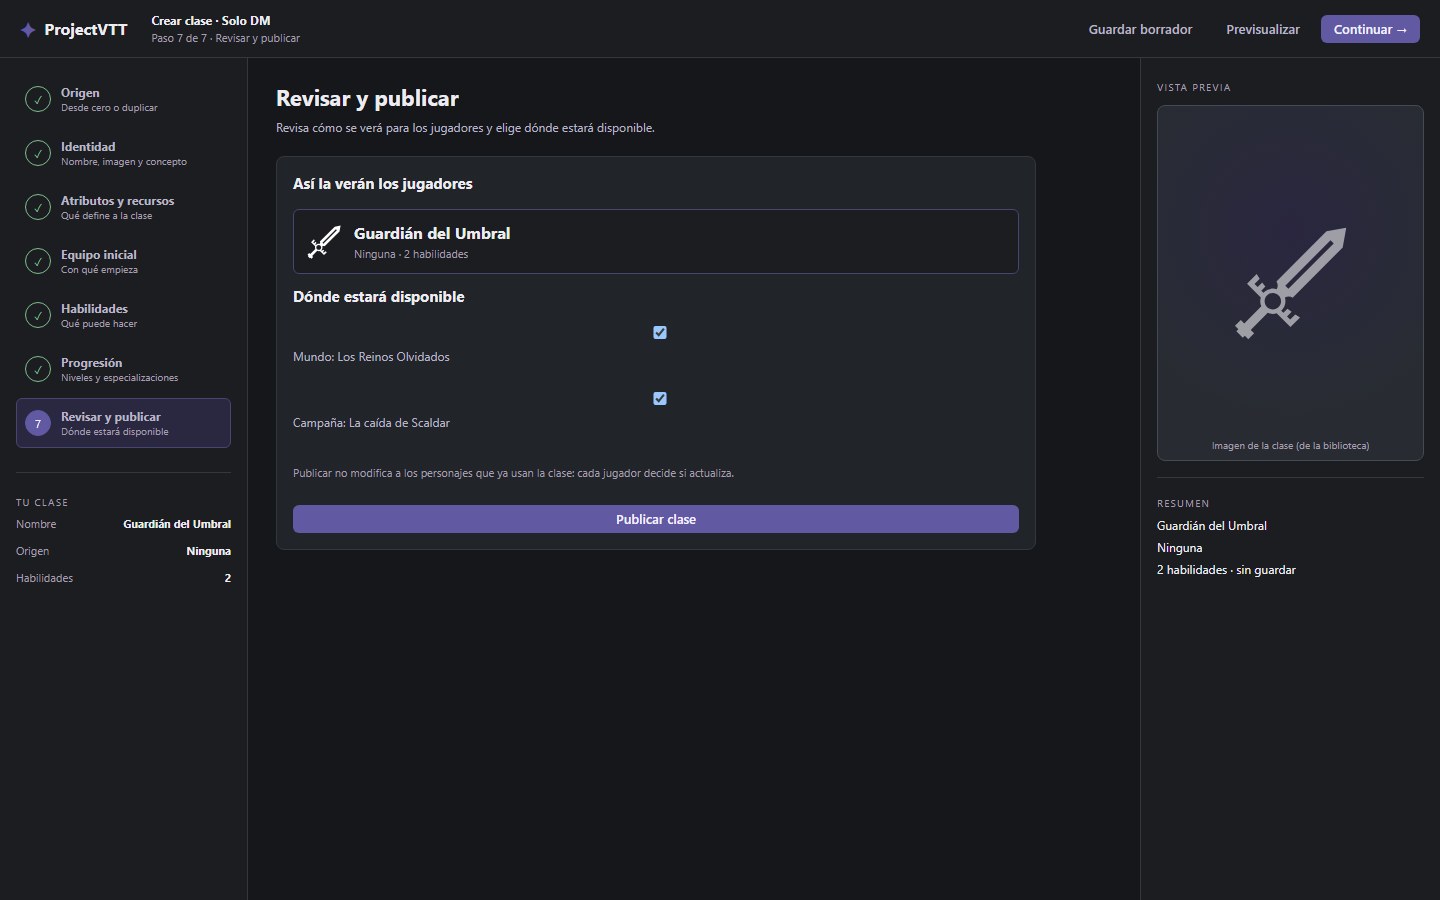 ProjectVTT
Crear clase · Solo DM
Paso 7 de 7 · Revisar y publicar
Guardar borrador
Previsualizar
Continuar →
✓
Origen
Desde cero o duplicar
✓
Identidad
Nombre, imagen y concepto
✓
Atributos y recursos
Qué define a la clase
✓
Equipo inicial
Con qué empieza
✓
Habilidades
Qué puede hacer
✓
Progresión
Niveles y especializaciones
7
Revisar y publicar
Dónde estará disponible
TU CLASE
Nombre Guardián del Umbral
Origen Ninguna
Habilidades 2
Revisar y publicar
Revisa cómo se verá para los jugadores y elige dónde estará disponible.
Así la verán los jugadores
Guardián del Umbral
Ninguna · 2 habilidades
Dónde estará disponible
Mundo: Los Reinos Olvidados
Campaña: La caída de Scaldar
Publicar no modifica a los personajes que ya usan la clase: cada jugador decide si actualiza.
Publicar clase
VISTA PREVIA
Imagen de la clase (de la biblioteca)
RESUMEN
Guardián del Umbral
Ninguna
2 habilidades · sin guardar